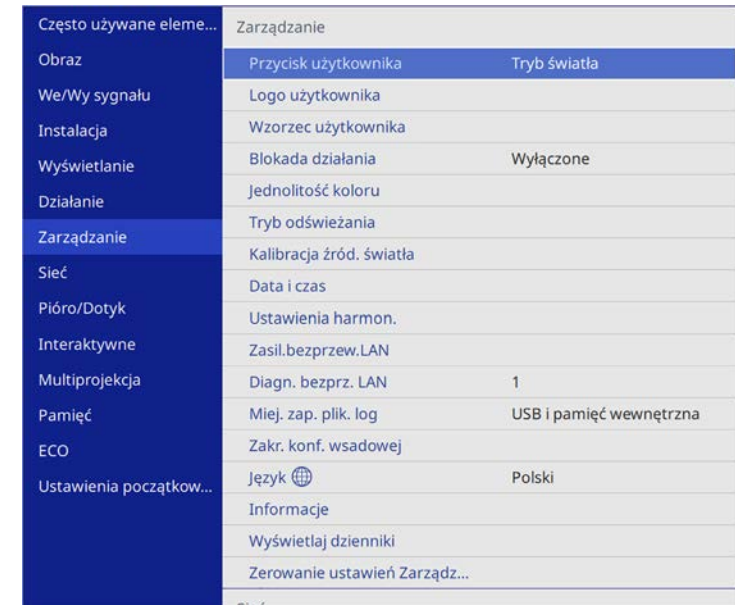 Często używane eleme...
Obraz
We/Wy sygnału
Instalacja
Wyświetlanie
Działanie
Zarządzanie
Sieć
Pióro/Dotyk
Interaktywne
Multiprojekcja
Pamięć
ECO
Ustawienia początkow...
Zarządzanie
Przycisk użytkownika Tryb światła
Logo użytkownika
Wzorzec użytkownika
Blokada działania Wyłączone
Jednolitość koloru
Tryb odświeżania
Kalibracja źród. światła
Data i czas
Ustawienia harmon.
Zasil.bezprzew.LAN
Diagn. bezprz. LAN 1
Miej. zap. plik. log USB i pamięć wewnętrzna
Zakr. konf. wsadowej
Język Polski
Informacje
Wyświetlaj dzienniki
Zerowanie ustawień Zarządz...